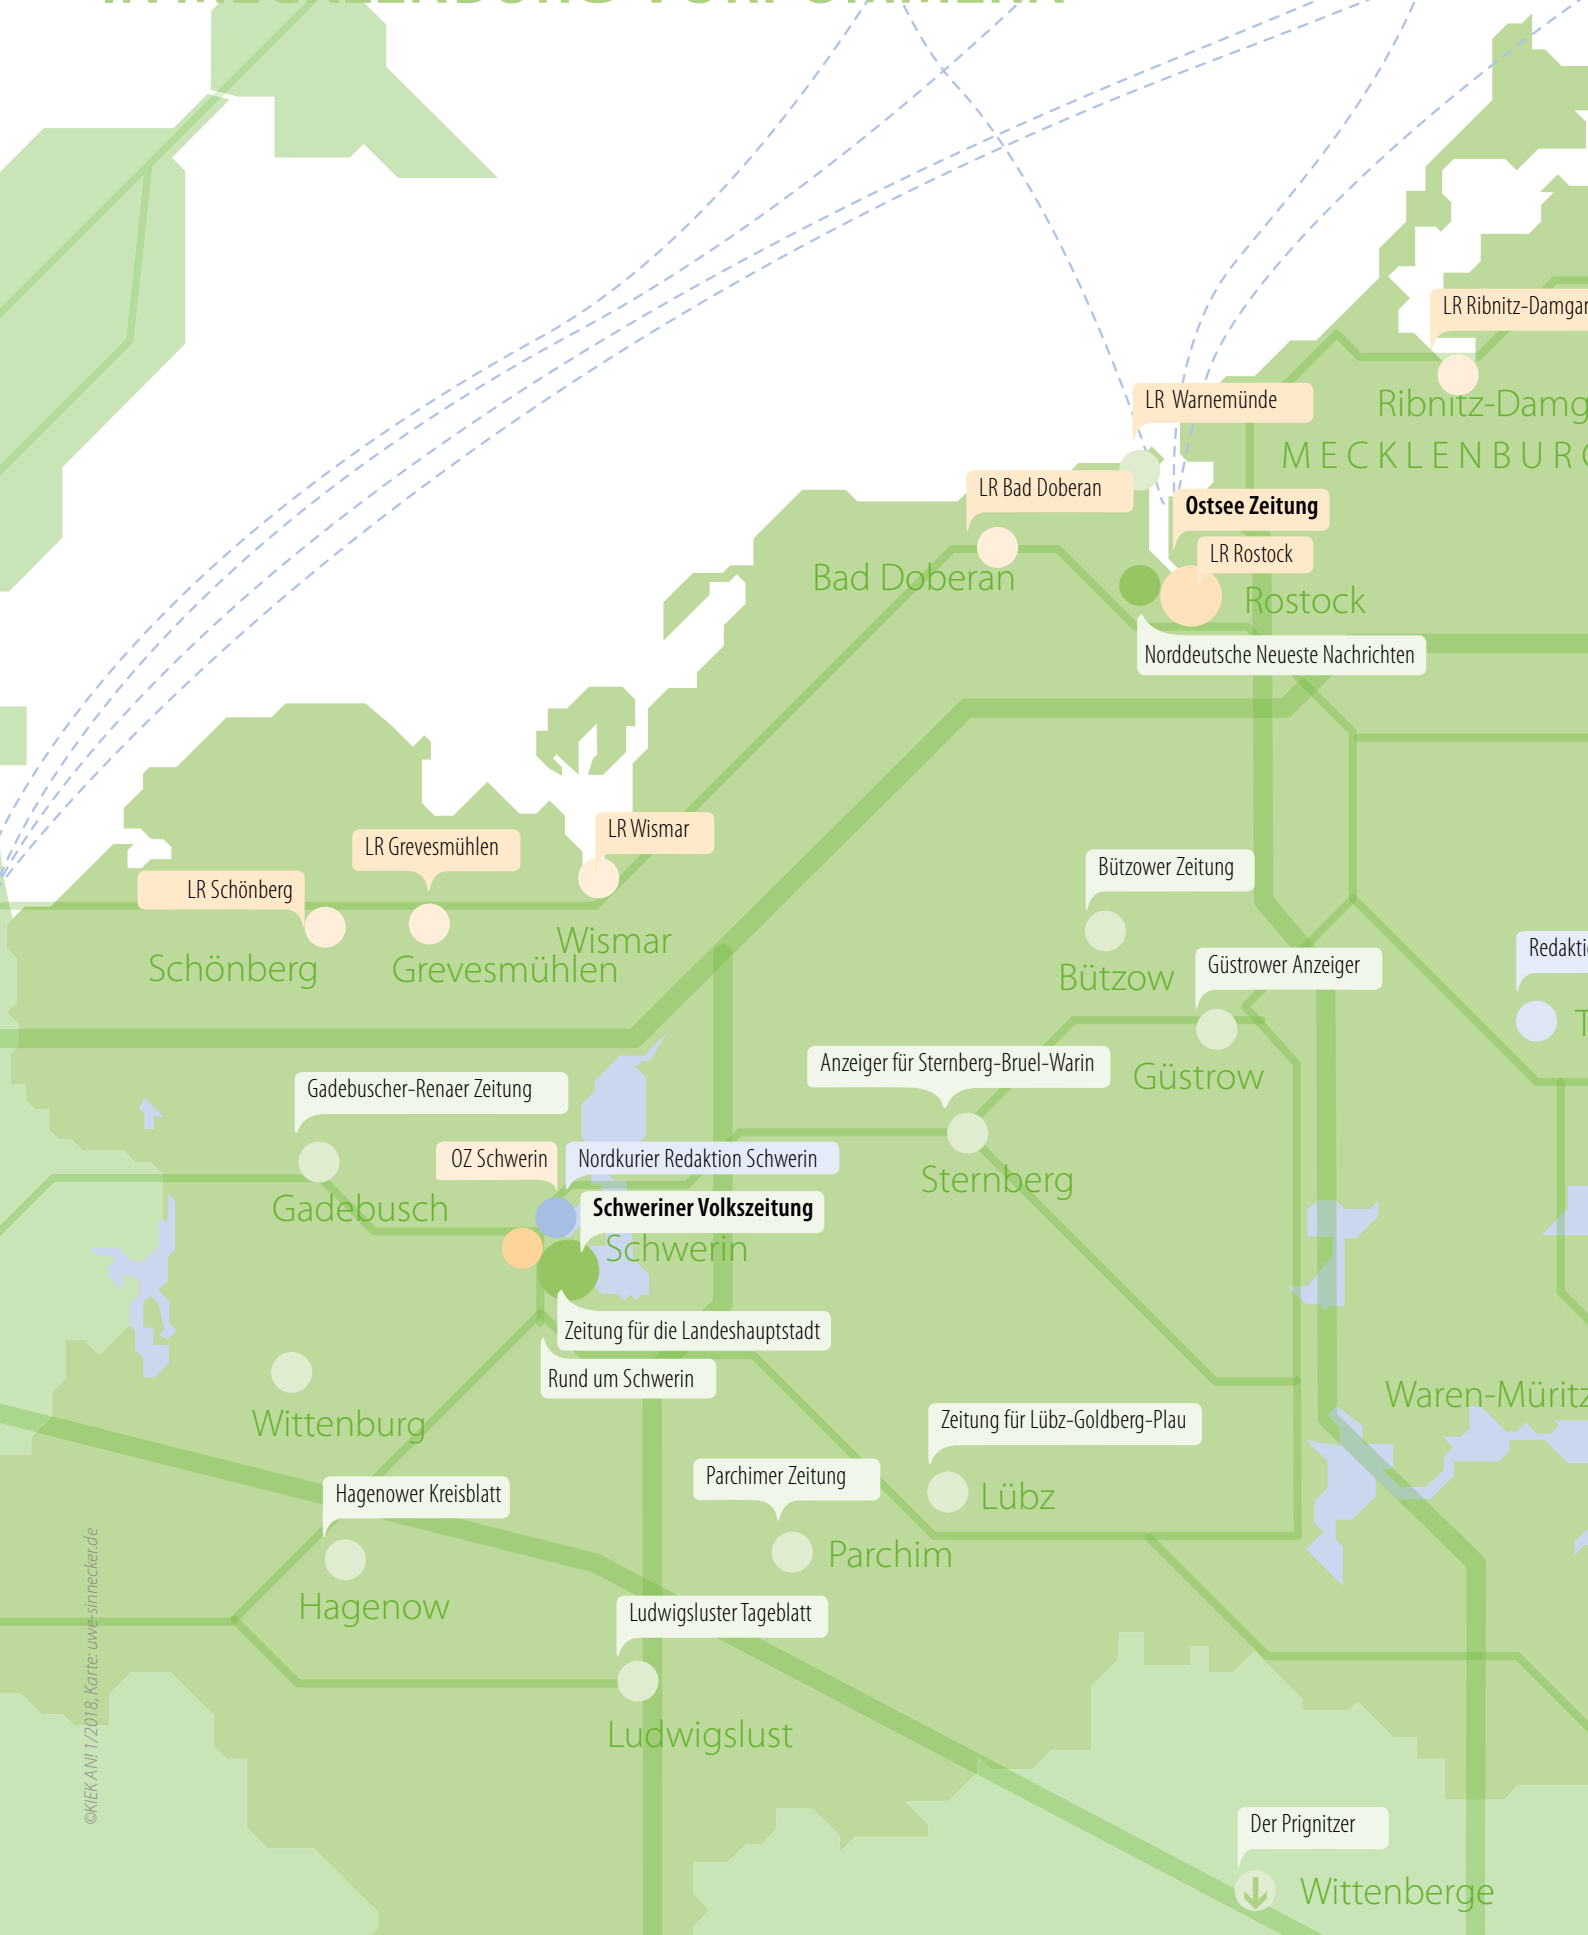 IN MECKLENBURG-VORPOMMERN
LR Ribnitz-Damgar
Ribnitz-Damg
MECKLENBURG
LR Warnemünde
LR Bad Doberan
Ostsee Zeitung
LR Rostock
Bad Doberan
Rostock
Norddeutsche Neueste Nachrichten
LR Wismar
LR Grevesmühlen
LR Schönberg
Wismar
Schönberg
Grevesmühlen
Bützower Zeitung
Bützow
Güstrower Anzeiger
Redakti
T
Güstrow
Anzeiger für Sternberg-Bruel-Warin
Sternberg
Gadebuscher-Renaer Zeitung
Gadebusch
OZ Schwerin
Nordkurier Redaktion Schwerin
Schweriner Volkszeitung
Schwerin
Zeitung für die Landeshauptstadt
Rund um Schwerin
Wittenburg
Waren-Müritz
Zeitung für Lübz-Goldberg-Plau
Lübz
Parchimer Zeitung
Parchim
Hagenower Kreisblatt
Hagenow
Ludwigsluster Tageblatt
Ludwigslust
Der Prignitzer
Wittenberge
©KIEK AN! 1/2018, Karte: uwe-sinnecker.de